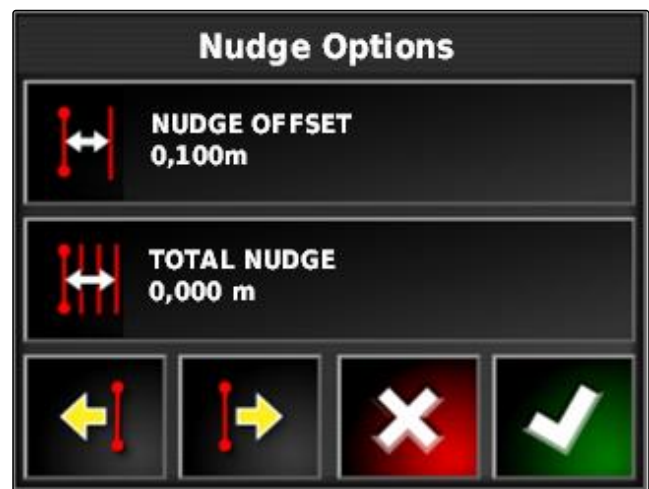 Nudge Options
NUDGE OFFSET
0,100m
TOTAL NUDGE
0,000 m